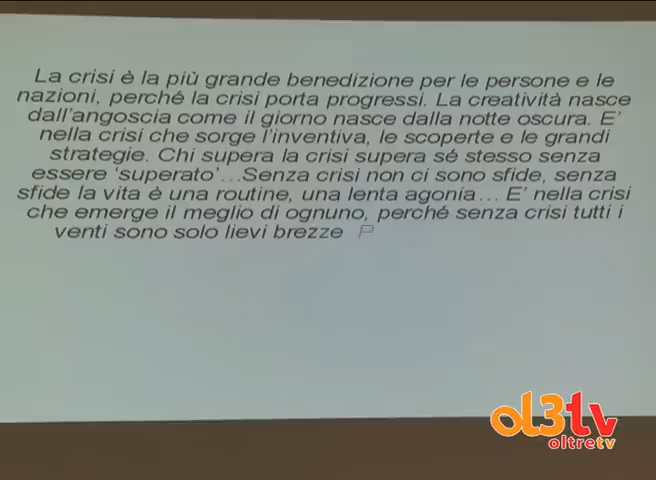 La crisi è la più grande benedizione per le persone e le
nazioni, perché la crisi porta progressi. La creatività nasce
dall'angoscia come il giorno nasce dalla notte oscura. E'
nella crisi che sorge l'inventiva, le scoperte e le grandi
strategie. Chi supera la crisi supera sé stesso senza
essere 'superato'…Senza crisi non ci sono sfide, senza
sfide la vita è una routine, una lenta agonia… E' nella crisi
che emerge il meglio di ognuno, perché senza crisi tutti i
venti sono solo lievi brezze P
ol3tv
oltretv